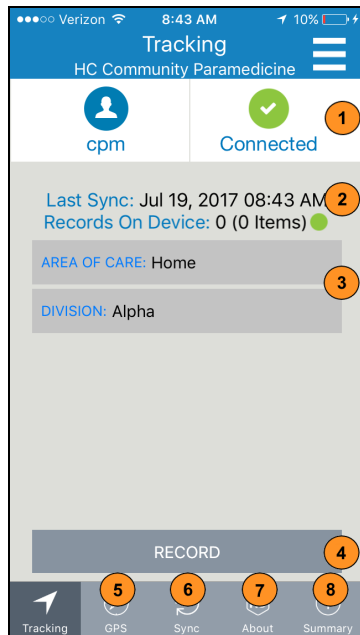 Verizon 8:43 AM 10%
Tracking
HC Community Paramedicine
1
cpm Connected
Last Sync: Jul 19, 2017 08:43 AM 2
Records On Device: 0 (0 Items)
AREA OF CARE: Home
3
DIVISION: Alpha
RECORD 4
5 6 7 8
Tracking GPS Sync About Summary